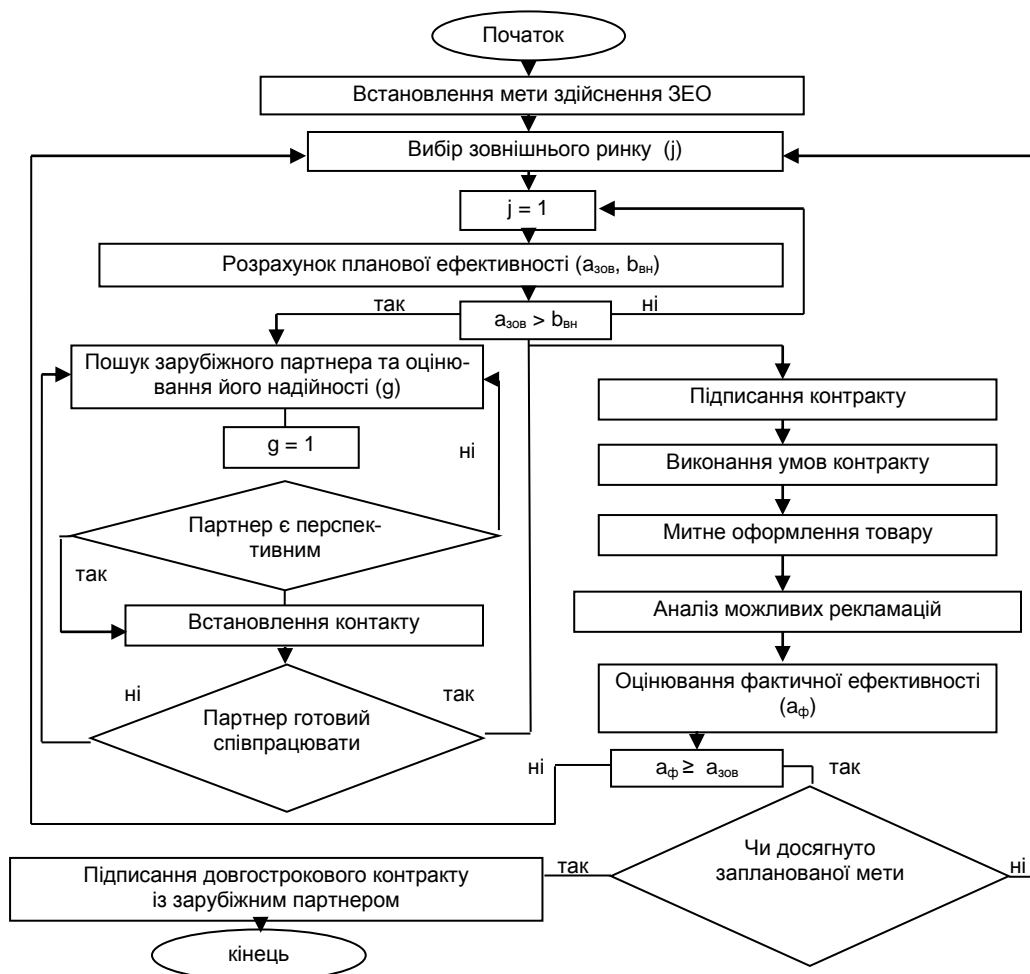 Початок
Встановлення мети здійснення ЗЕО
Вибір зовнішнього ринку (j)
j = 1
Розрахунок планової ефективності (aзов, bвн)
так
aзов > bвн
ні
Пошук зарубіжного партнера та оціню-
вання його надійності (g)
g = 1
ні
Партнер є перспек-
тивним
так
Встановлення контакту
ні
так
Партнер готовий
співпрацювати
Підписання контракту
Виконання умов контракту
Митне оформлення товару
Аналіз можливих рекламацій
Оцінювання фактичної ефективності
(aф)
ні
aф ≥ aзов
так
Чи досягнуто
запланованої мети
так
ні
Підписання довгострокового контракту
із зарубіжним партнером
кінець